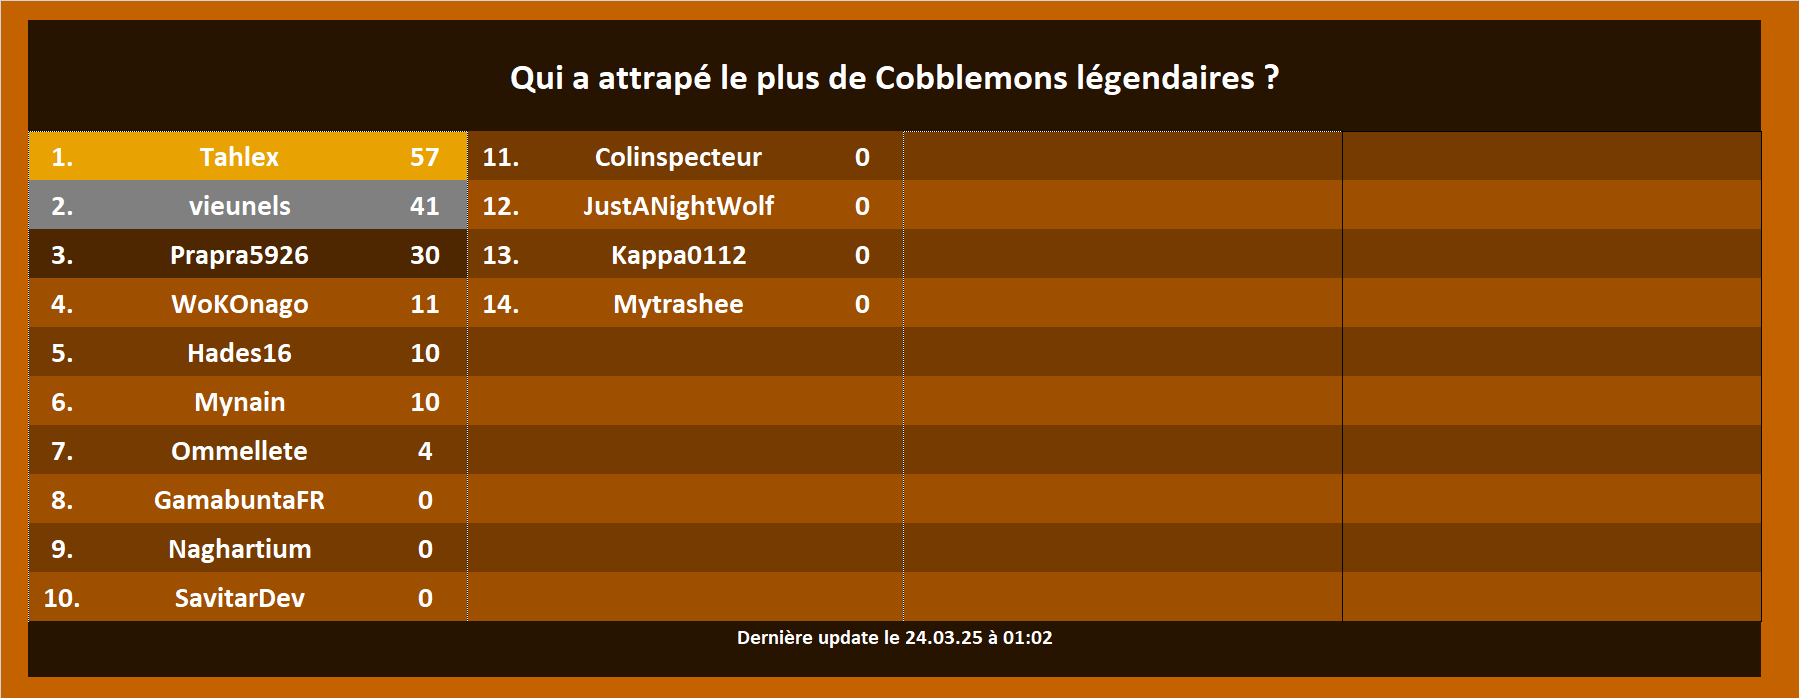 Qui a attrapé le plus de Cobblemons légendaires ?
1. Tahlex 57
2. vieunels 41
3. Prapra5926 30
4. WoKOnago 11
5. Hades16 10
6. Mynain 10
7. Ommellete 4
8. GamabuntaFR 0
9. Naghartium 0
10. SavitarDev 0
11. Colinspecteur 0
12. JustANightWolf 0
13. Kappa0112 0
14. Mytrashee 0
Dernière update le 24.03.25 à 01:02